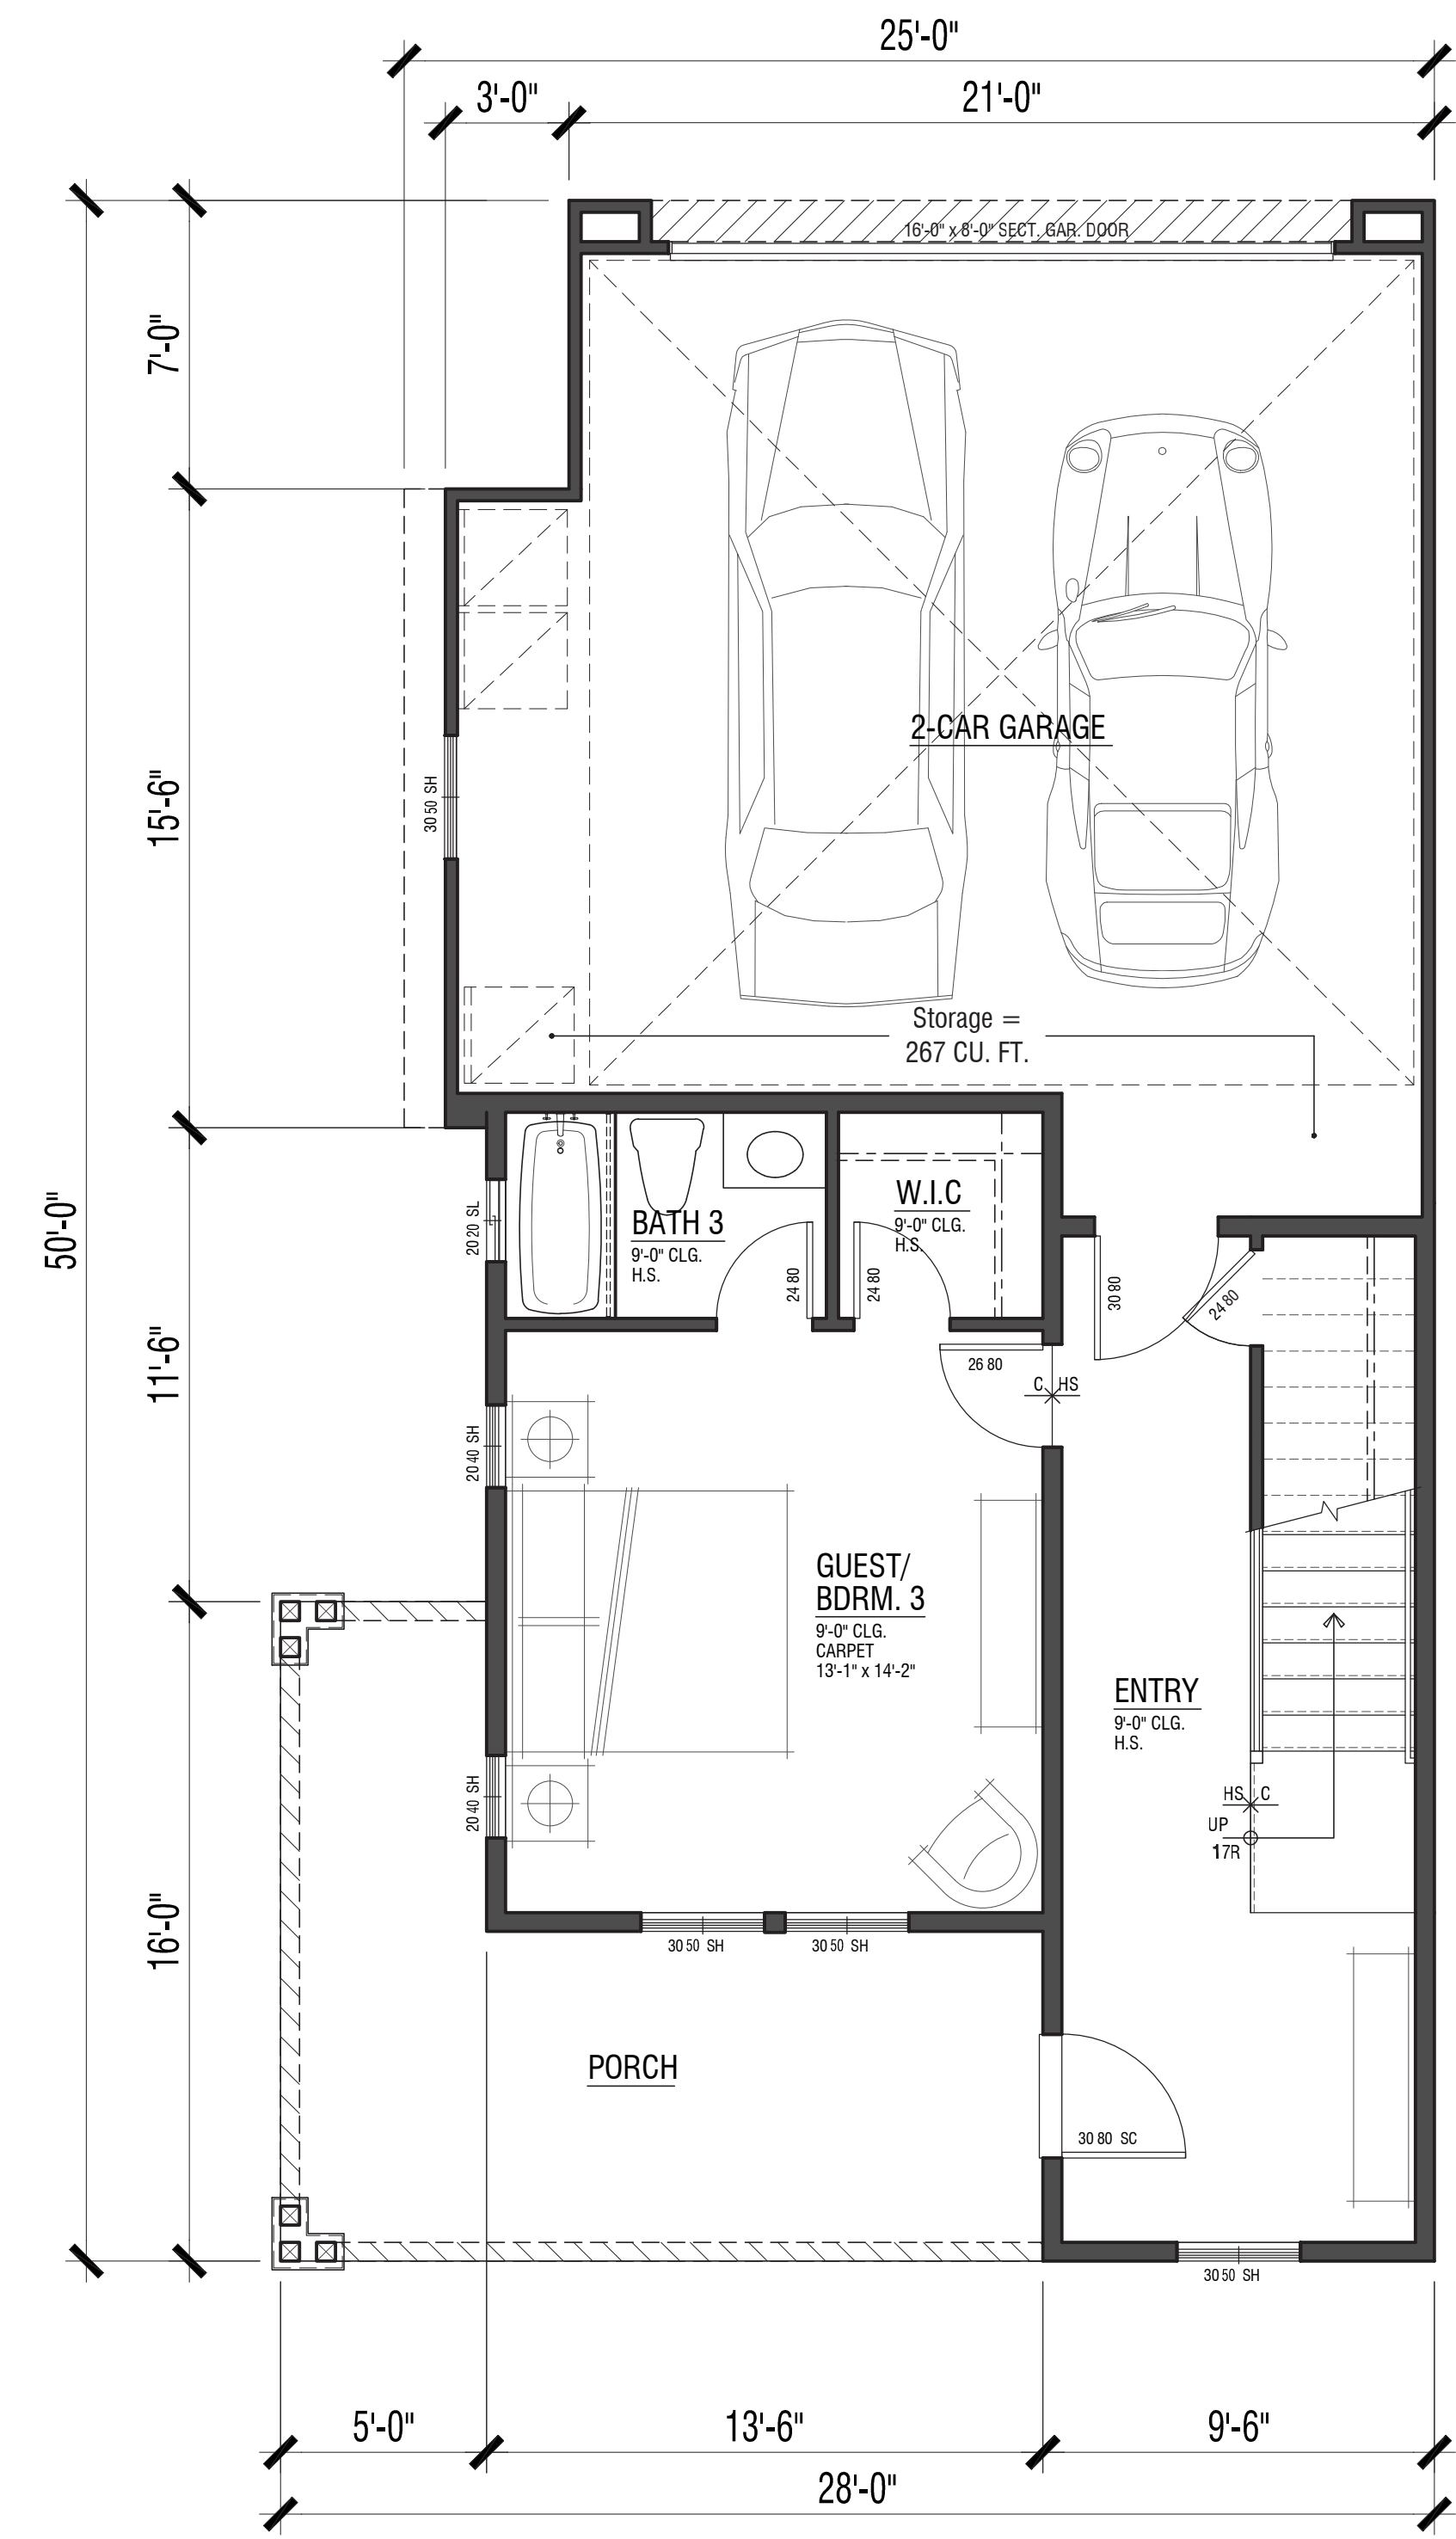 25'-0"
3'-0"
21'-0"
16'-0" x 8'-0" SECT. GAR. DOOR
7'-0"
2-CAR GARAGE
15'-6"
30 50 SH
Storage =
267 CU. FT.
50'-0"
W.I.C
9'-0" CLG.
H.S.
BATH 3
9'-0" CLG.
H.S.
20 20 SL
24 80
24 80
30 80
24 80
11'-6"
26 80
C HS
20 40 SH
GUEST/
BDRM. 3
9'-0" CLG.
CARPET
13'-1" x 14'-2"
ENTRY
9'-0" CLG.
H.S.
20 40 SH
HS C
UP
17R
16'-0"
30 50 SH
30 50 SH
PORCH
30 80 SC
30 50 SH
5'-0"
13'-6"
9'-6"
28'-0"